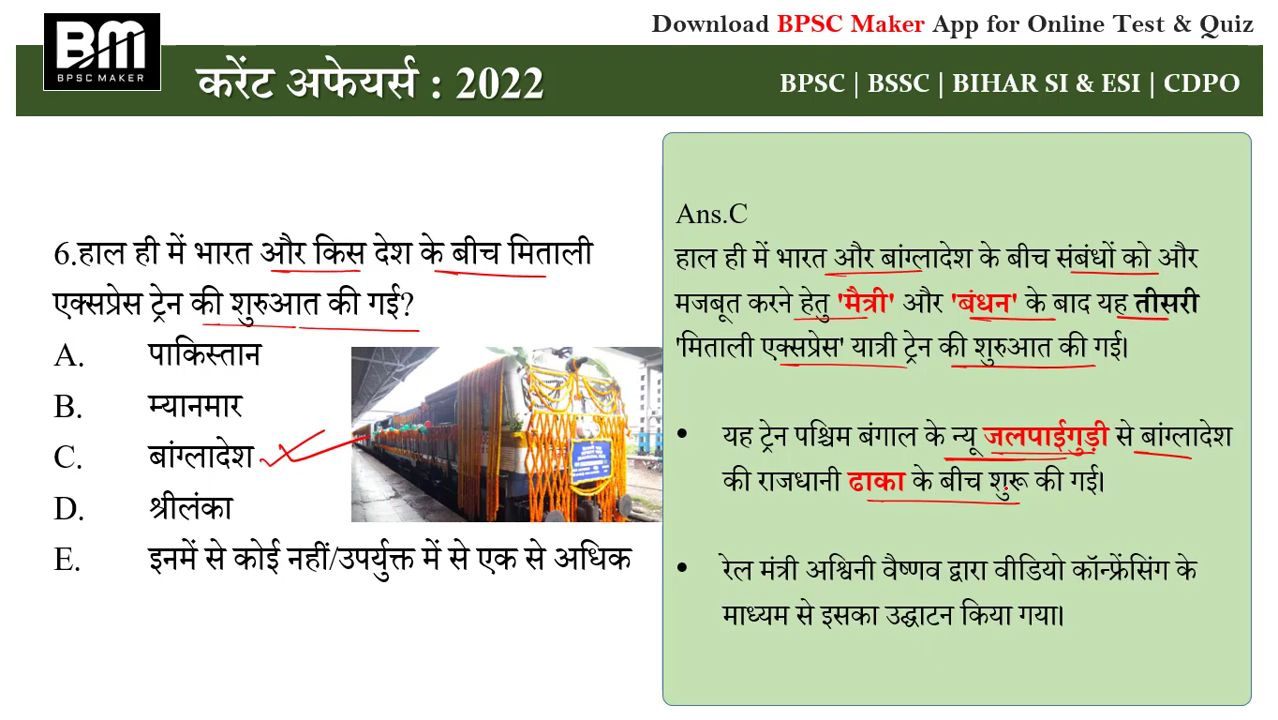 Download BPSC Maker App for Online Test & Quiz
BM
BPSC MAKER
करेंट अफेयर्स : 2022
BPSC | BSSC | BIHAR SI & ESI | CDPO
6.हाल ही में भारत और किस देश के बीच मिताली
एक्सप्रेस ट्रेन की शुरुआत की गई?
A. पाकिस्तान
B. म्यानमार
C. बांग्लादेश
D. श्रीलंका
E. इनमें से कोई नहीं/उपर्युक्त में से एक से अधिक
Ans.C
हाल ही में भारत और बांग्लादेश के बीच संबंधों को और
मजबूत करने हेतु 'मैत्री' और 'बंधन' के बाद यह तीसरी
'मिताली एक्सप्रेस' यात्री ट्रेन की शुरुआत की गई।
• यह ट्रेन पश्चिम बंगाल के न्यू जलपाईगुड़ी से बांग्लादेश
की राजधानी ढाका के बीच शुरू की गई।
• रेल मंत्री अश्विनी वैष्णव द्वारा वीडियो कॉन्फ्रेंसिंग के
माध्यम से इसका उद्घाटन किया गया।